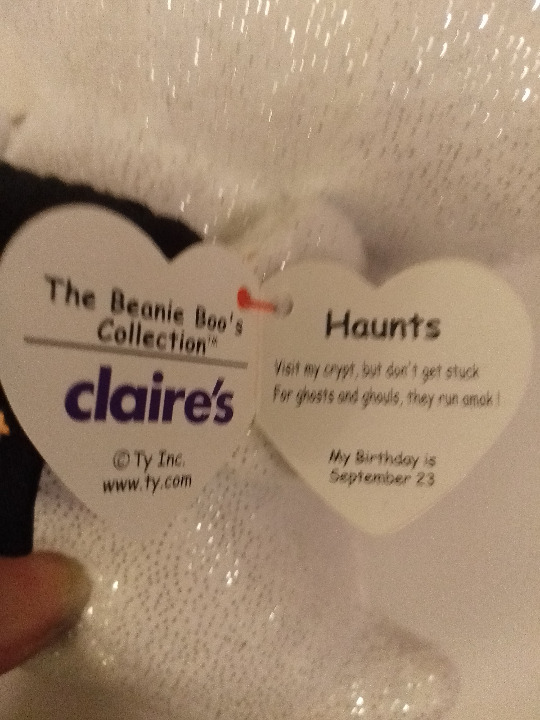 The Beanie Boo's
Collection™
claire's
© Ty Inc.
www.ty.com
Haunts
Visit my crypt, but don't get stuck
For ghosts and ghouls, they run amok!
My Birthday is
September 23